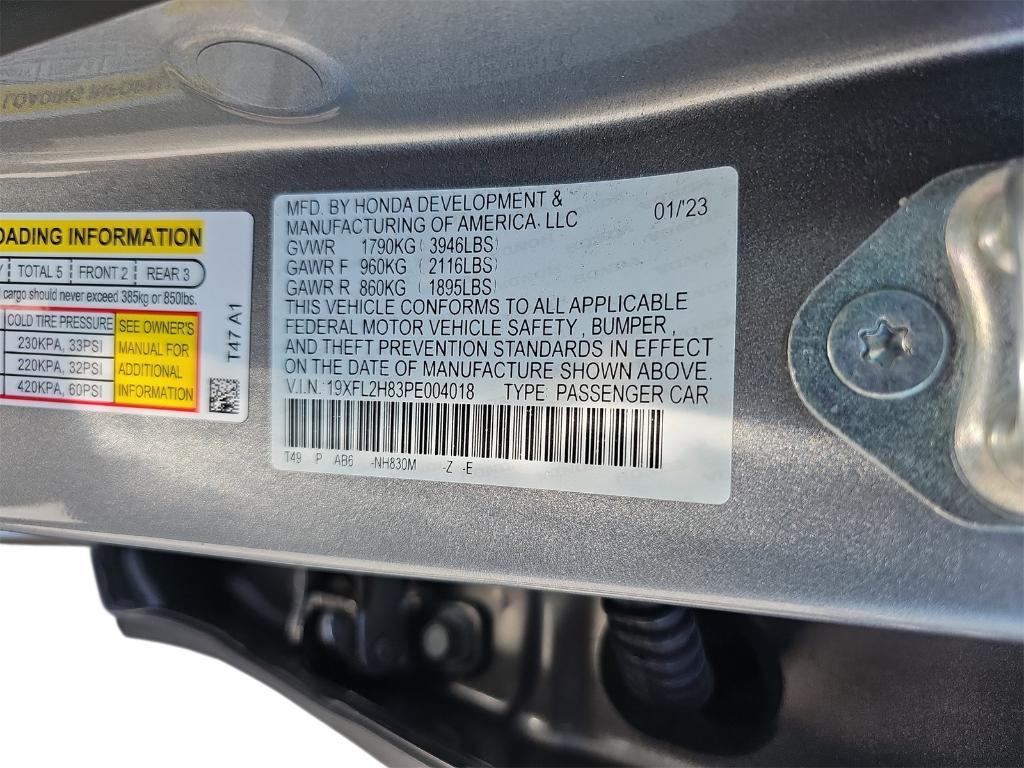 LOADING INFORMATION
OADING INFORMATION
TOTAL 5 FRONT 2 REAR 3
cargo should never exceed 385kg or 850lbs.
COLD TIRE PRESSURE
230KPA, 33PSI
220KPA, 32PSI
420KPA, 60PSI
SEE OWNER'S
MANUAL FOR
ADDITIONAL
INFORMATION
T47 A1
MFD. BY HONDA DEVELOPMENT &
MANUFACTURING OF AMERICA, LLC
01/'23
GVWR 1790KG (3946LBS)
GAWR F 960KG (2116LBS)
GAWR R 860KG (1895LBS)
THIS VEHICLE CONFORMS TO ALL APPLICABLE
FEDERAL MOTOR VEHICLE SAFETY, BUMPER,
AND THEFT PREVENTION STANDARDS IN EFFECT
ON THE DATE OF MANUFACTURE SHOWN ABOVE.
V.I.N.: 19XFL2H83PE004018 TYPE: PASSENGER CAR
T49 P AB6 -NH830M -Z -E